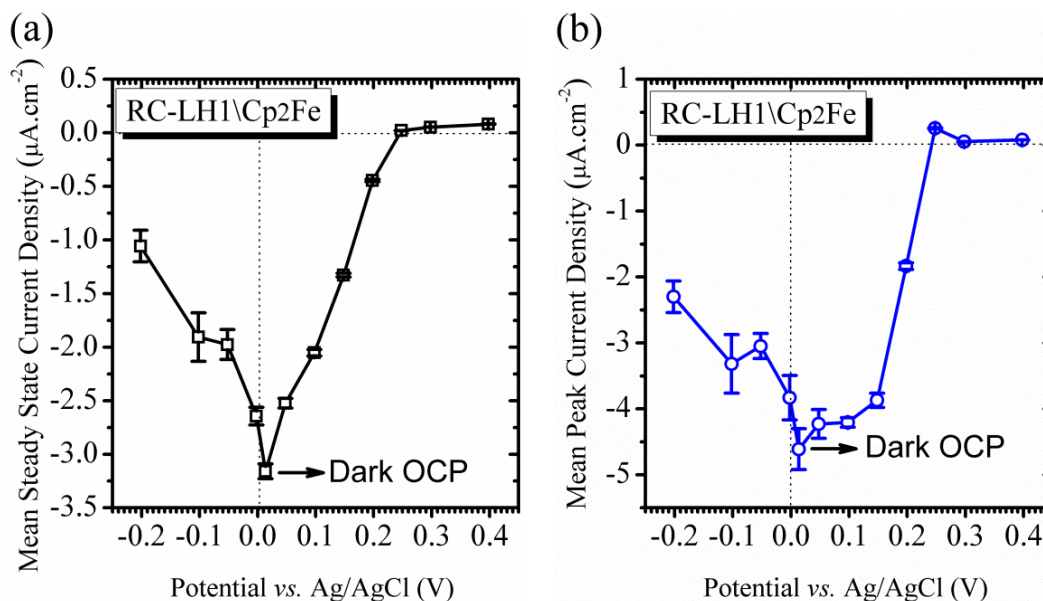 (a)
RC-LH1\Cp2Fe
Mean Steady State Current Density (µA.cm-2)
0.5
0.0
-0.5
-1.0
-1.5
-2.0
-2.5
-3.0
-3.5
Dark OCP
-0.2 -0.1 0.0 0.1 0.2 0.3 0.4
Potential vs. Ag/AgCl (V)
(b)
RC-LH1\Cp2Fe
Mean Peak Current Density (µA.cm-2)
1
0
-1
-2
-3
-4
-5
Dark OCP
-0.2 -0.1 0.0 0.1 0.2 0.3 0.4
Potential vs. Ag/AgCl (V)